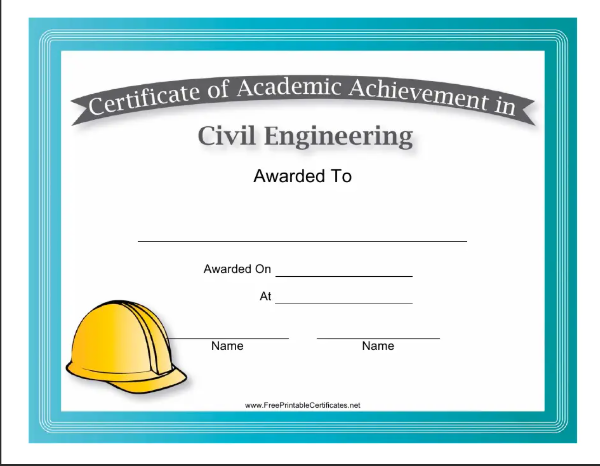 Certificate of Academic Achievement in
Civil Engineering
Awarded To
Awarded On
At
Name Name
www.FreePrintableCertificates.net